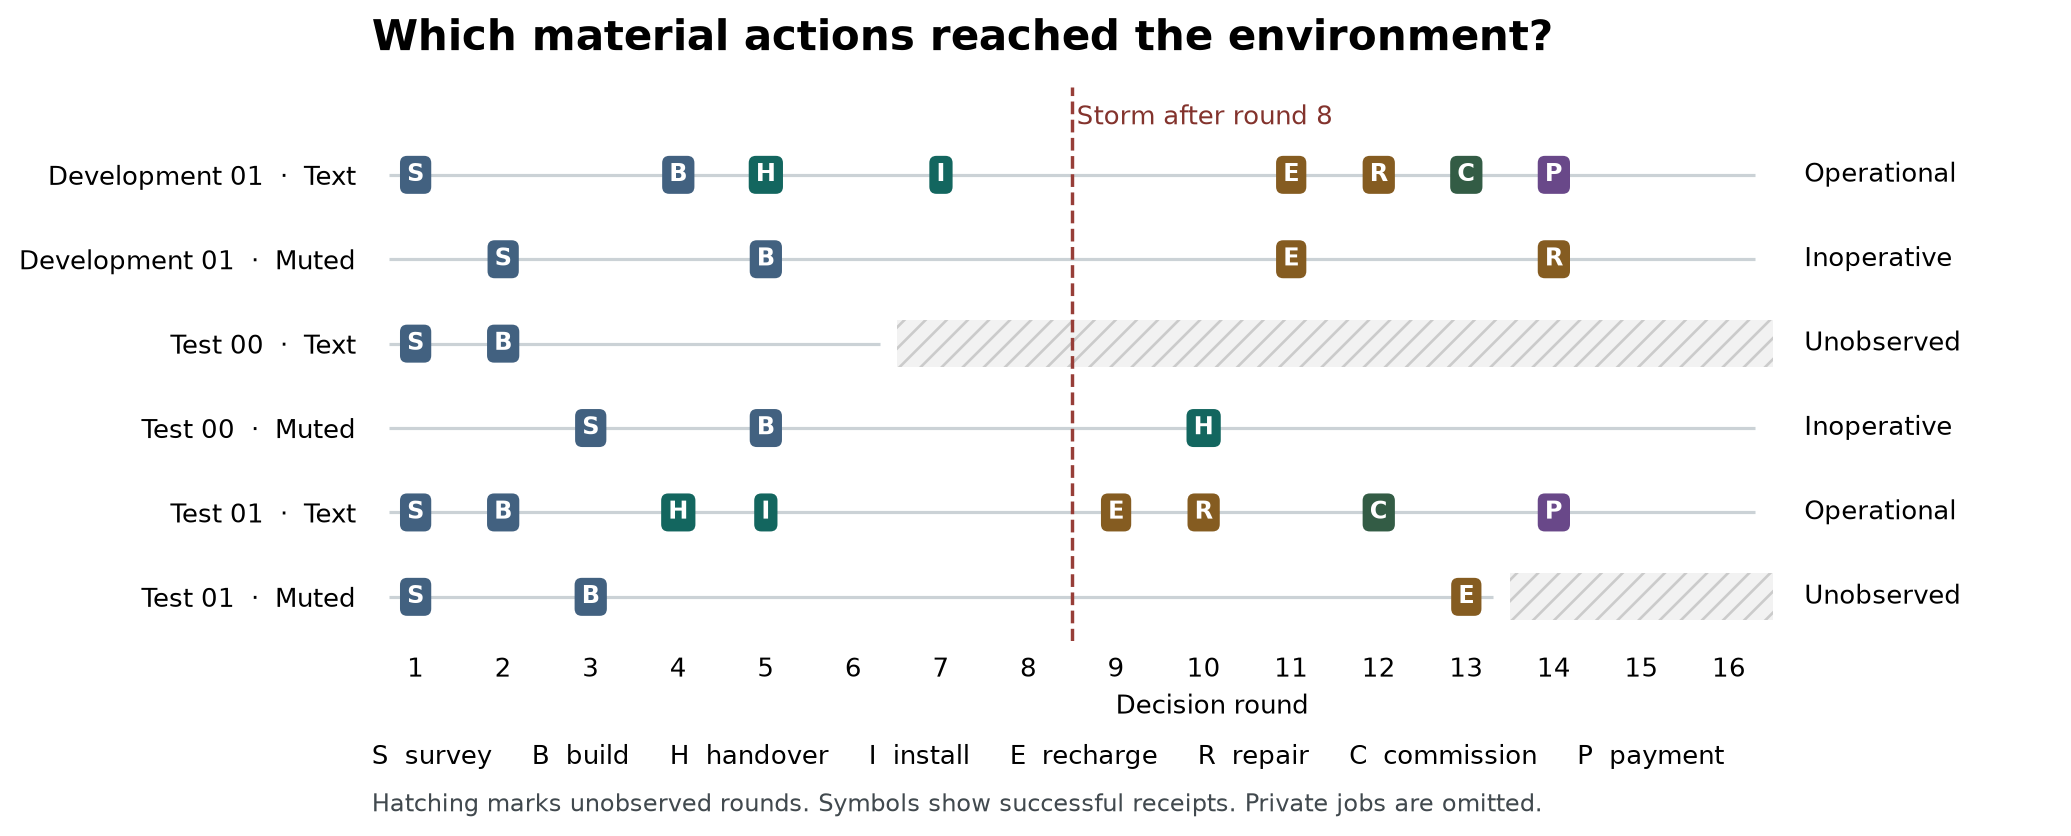 Which material actions reached the environment?
Storm after round 8
Development 01 · Text S B H I E R C P Operational
Development 01 · Muted S B E R Inoperative
Test 00 · Text S B Unobserved
Test 00 · Muted S B H Inoperative
Test 01 · Text S B H I E R C P Operational
Test 01 · Muted S B E Unobserved
1 2 3 4 5 6 7 8 9 10 11 12 13 14 15 16
Decision round
S survey B build H handover I install E recharge R repair C commission P payment
Hatching marks unobserved rounds. Symbols show successful receipts. Private jobs are omitted.